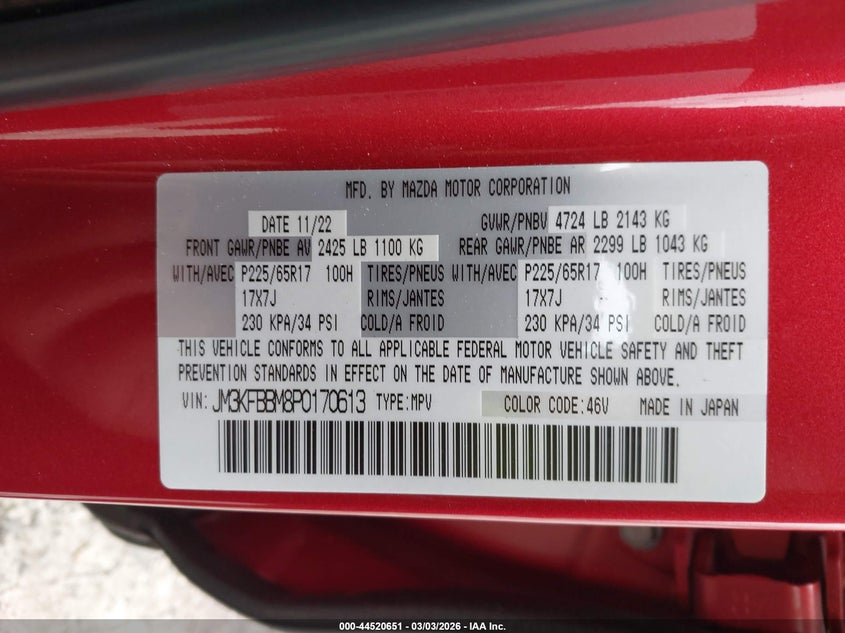 MFD. BY MAZDA MOTOR CORPORATION
DATE 11/22 GVWR/PNBV 4724 LB 2143 KG
FRONT GAWR/PNBE AV 2425 LB 1100 KG REAR GAWR/PNBE AR 2299 LB 1043 KG
WITH/AVEC P225/65R17 100H TIRES/PNEUS WITH/AVEC P225/65R17 100H TIRES/PNEUS
17X7J RIMS/JANTES 17X7J RIMS/JANTES
230 KPA/34 PSI COLD/A FROID 230 KPA/34 PSI COLD/A FROID
THIS VEHICLE CONFORMS TO ALL APPLICABLE FEDERAL MOTOR VEHICLE SAFETY AND THEFT
PREVENTION STANDARDS IN EFFECT ON THE DATE OF MANUFACTURE SHOWN ABOVE.
VIN: JM3KFBBM8P0170613 TYPE:MPV COLOR CODE:46V MADE IN JAPAN
000-44520651 | 03/03/2026 - IAA Inc.